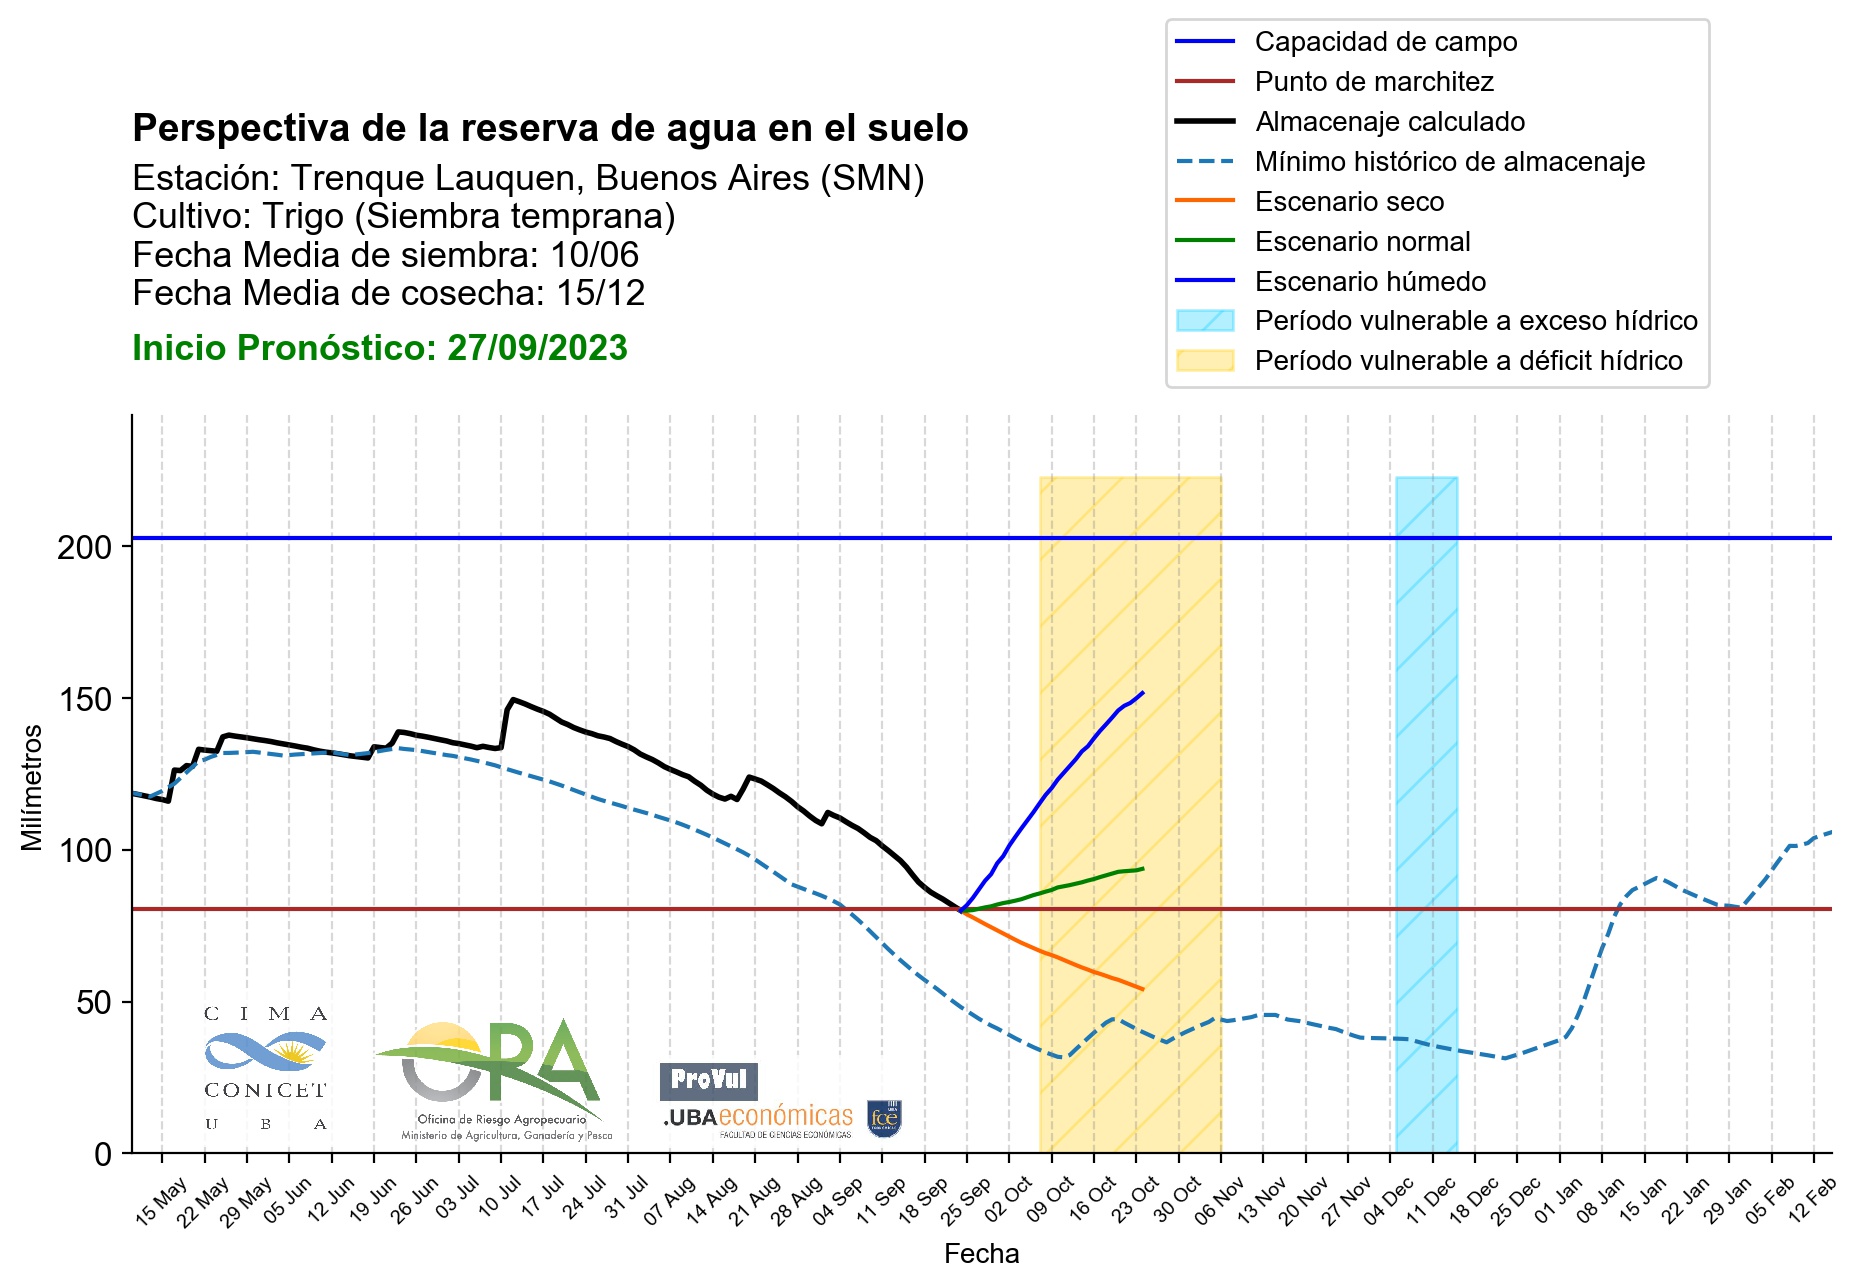 Capacidad de campo
Punto de marchitez
Almacenaje calculado
Mínimo histórico de almacenaje
Escenario seco
Escenario normal
Escenario húmedo
Período vulnerable a exceso hídrico
Período vulnerable a déficit hídrico
Perspectiva de la reserva de agua en el suelo
Estación: Trenque Lauquen, Buenos Aires (SMN)
Cultivo: Trigo (Siembra temprana)
Fecha Media de siembra: 10/06
Fecha Media de cosecha: 15/12
Inicio Pronóstico: 27/09/2023
Milímetros
200
150
100
50
0
C I M A
CONICET
U B A
ORA
Oficina de Riesgo Agropecuario
Ministerio de Agricultura, Ganadería y Pesca
ProVul
.UBAeconómicas
FACULTAD DE CIENCIAS ECONÓMICAS
fce
15 May 22 May 29 May 05 Jun 12 Jun 19 Jun 26 Jun 03 Jul 10 Jul 17 Jul 24 Jul 31 Jul 07 Aug 14 Aug 21 Aug 28 Aug 04 Sep 11 Sep 18 Sep 25 Sep 02 Oct 09 Oct 16 Oct 23 Oct 30 Oct 06 Nov 13 Nov 20 Nov 27 Nov 04 Dec 11 Dec 18 Dec 25 Dec 01 Jan 08 Jan 15 Jan 22 Jan 29 Jan 05 Feb 12 Feb
Fecha